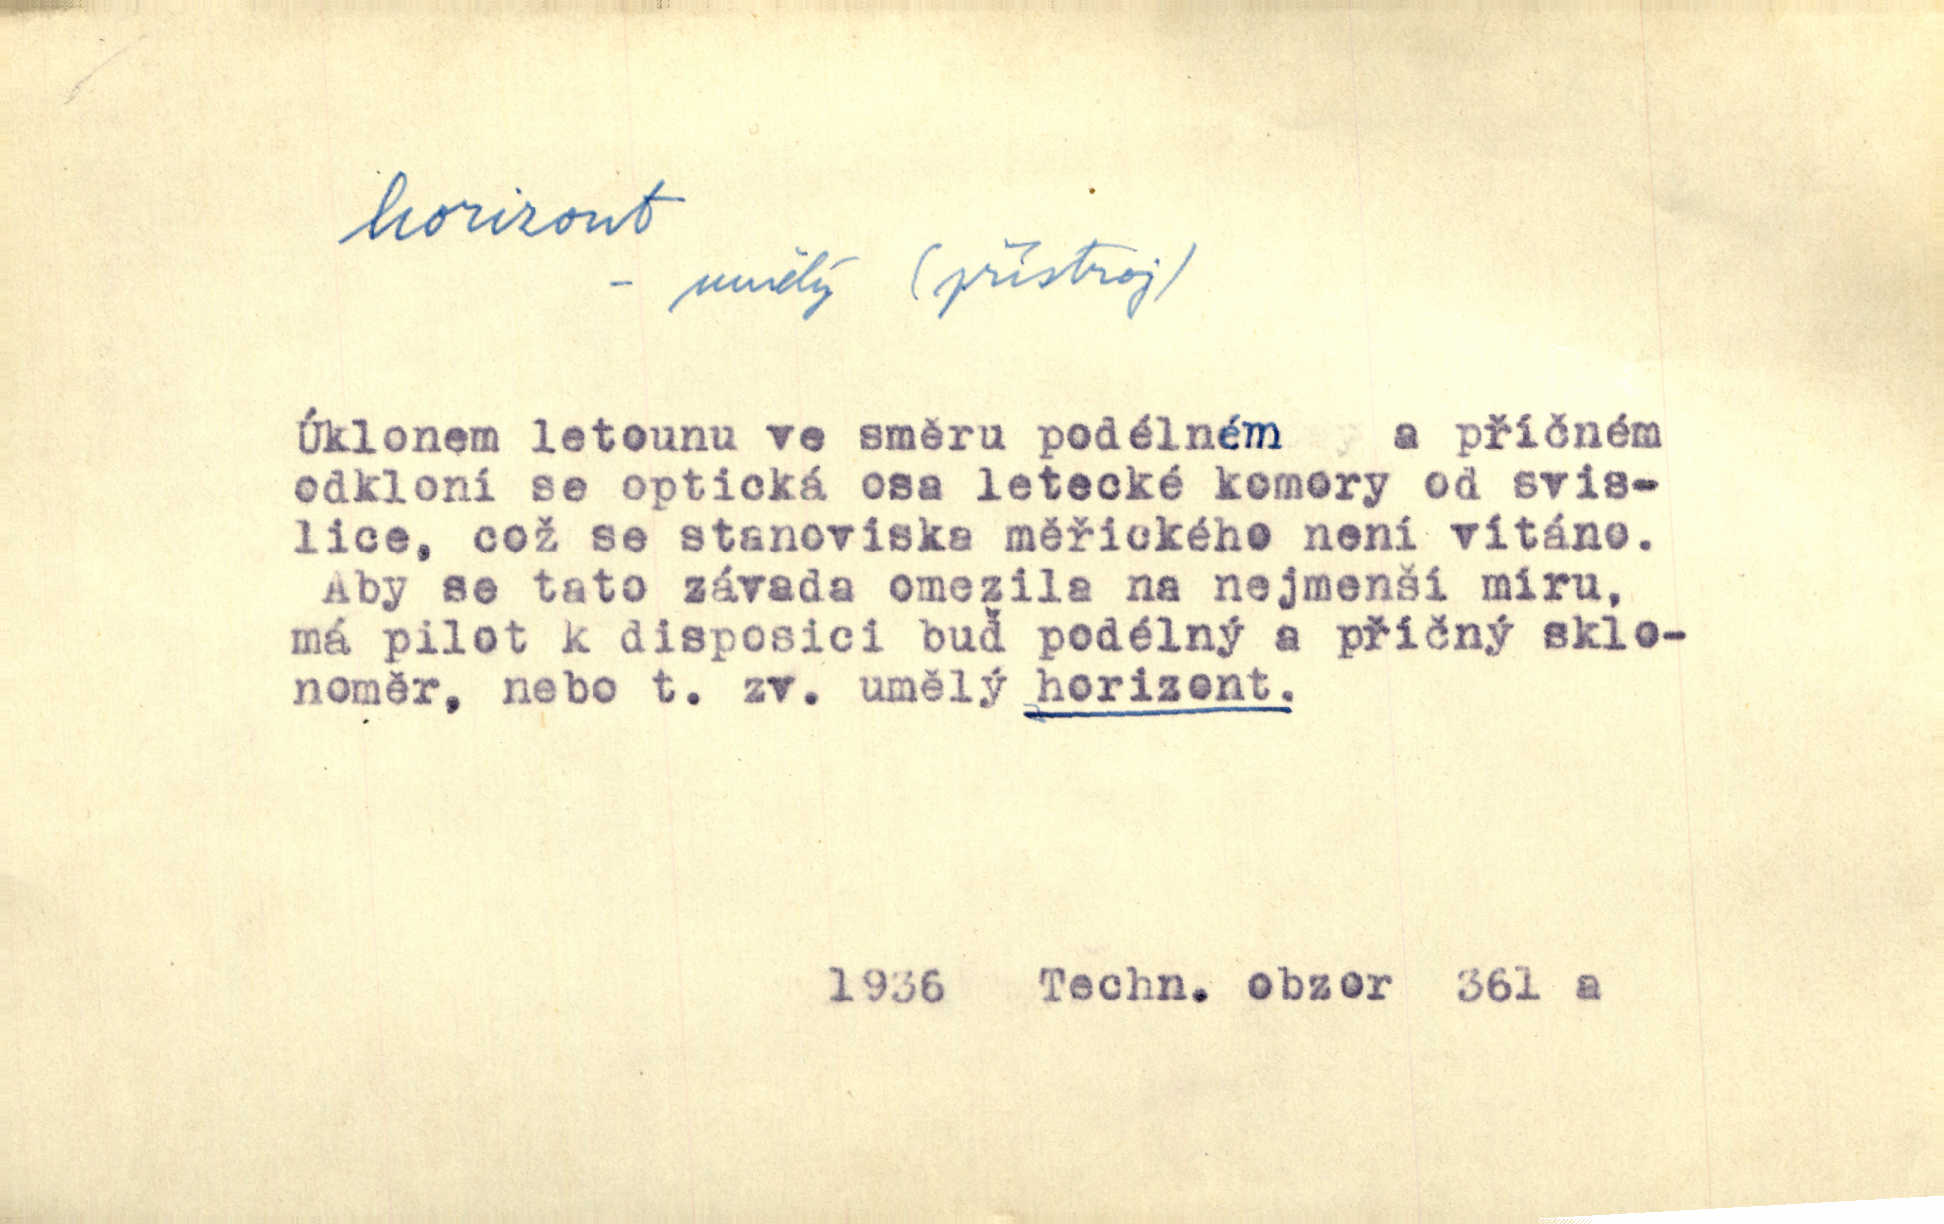 horizont
- umělý (přístroj)
Úklonem letounu ve směru podélném a příčném
odkloní se optická osa letecké komory od svis-
lice, což se stanoviska měřického není vítáno.
Aby se tato závada omezila na nejmenší míru,
má pilot k disposici buď podélný a příčný sklo-
noměr, nebo t. zv. umělý horizont.
1936 Techn. obzor 361 a